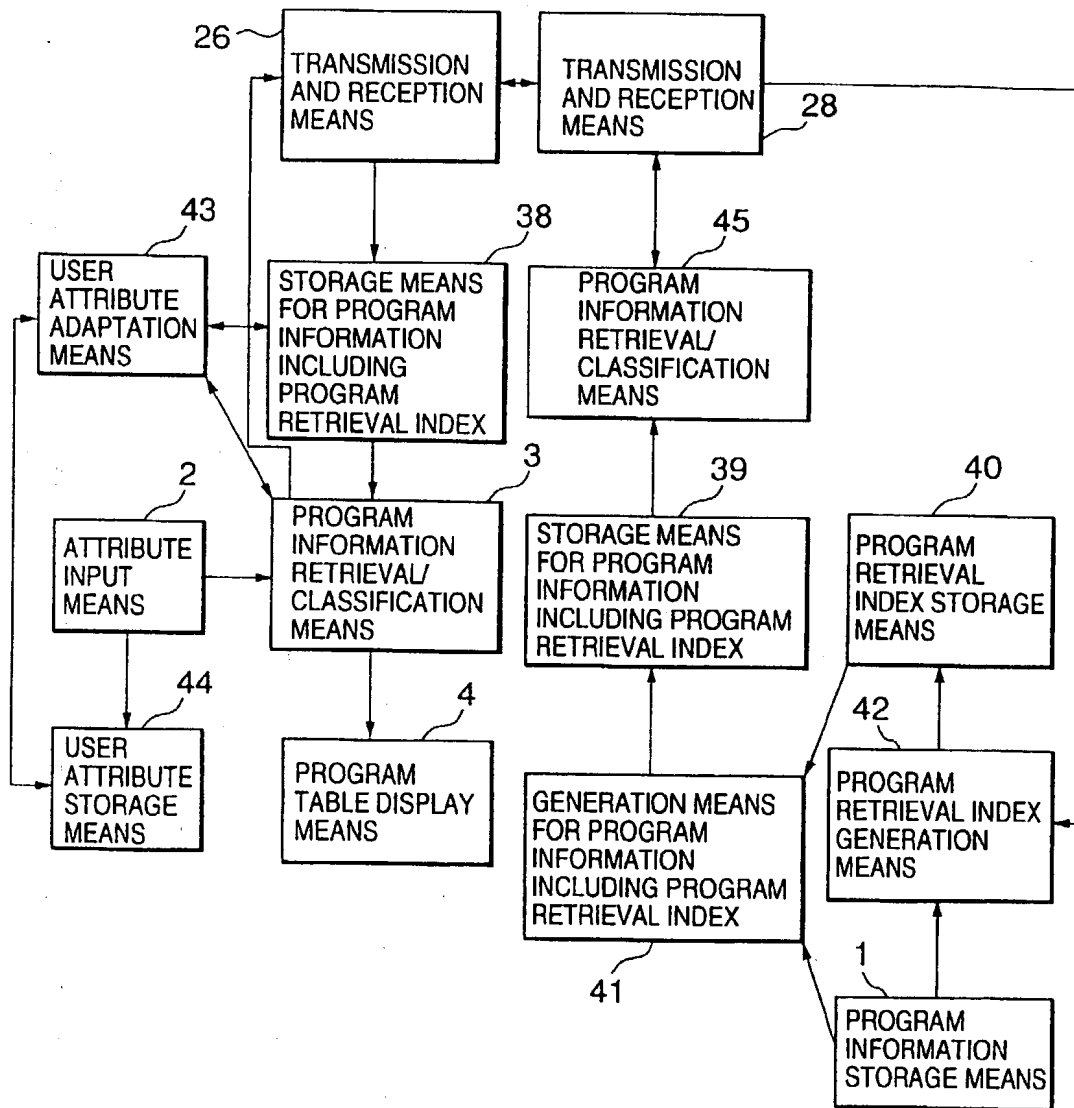 26
TRANSMISSION
AND RECEPTION
MEANS
TRANSMISSION
AND RECEPTION
MEANS
28
43
USER
ATTRIBUTE
ADAPTATION
MEANS
38
STORAGE MEANS
FOR PROGRAM
INFORMATION
INCLUDING
PROGRAM
RETRIEVAL INDEX
45
PROGRAM
INFORMATION
RETRIEVAL/
CLASSIFICATION
MEANS
2
ATTRIBUTE
INPUT
MEANS
3
PROGRAM
INFORMATION
RETRIEVAL/
CLASSIFICATION
MEANS
39
STORAGE MEANS
FOR PROGRAM
INFORMATION
INCLUDING PROGRAM
RETRIEVAL INDEX
40
PROGRAM
RETRIEVAL
INDEX STORAGE
MEANS
44
USER
ATTRIBUTE
STORAGE
MEANS
4
PROGRAM
TABLE DISPLAY
MEANS
GENERATION MEANS
FOR PROGRAM
INFORMATION
INCLUDING PROGRAM
RETRIEVAL INDEX
41
42
PROGRAM
RETRIEVAL INDEX
GENERATION
MEANS
1
PROGRAM
INFORMATION
STORAGE MEANS